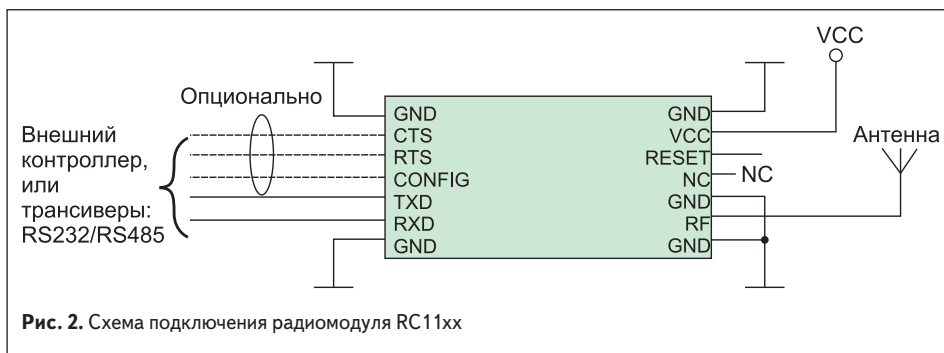 VCC
Опционально
Внешний
контроллер,
или
трансиверы:
RS232/RS485
GND
CTS
RTS
CONFIG
TXD
RXD
GND
GND
VCC
RESET
NC
GND
RF
GND
NC
Антенна
Рис. 2. Схема подключения радиомодуля RC11xx